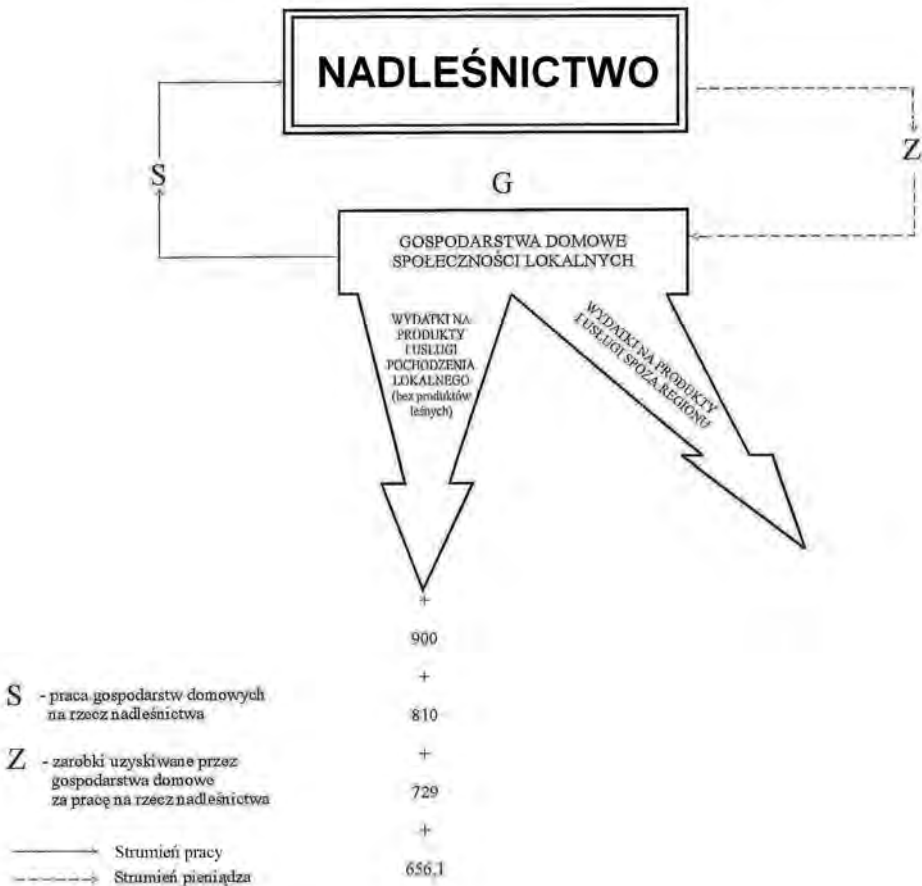 NADLEŚNICTWO
S
Z
G
GOSPODARSTWA DOMOWE
SPOŁECZNOŚCI LOKALNYCH
WYDATKI NA
PRODUKTY
I USŁUGI
POCHODZENIA
LOKALNEGO
(bez produktów
leśnych)
WYDATKI NA PRODUKTY
I USŁUGI SPOZA REGIONU
+
900
+
810
+
729
+
656,1
S - praca gospodarstw domowych
na rzecz nadleśnictwa
Z - zarobki uzyskiwane przez
gospodarstwa domowe
za pracę na rzecz nadleśnictwa
Strumień pracy
Strumień pieniądza